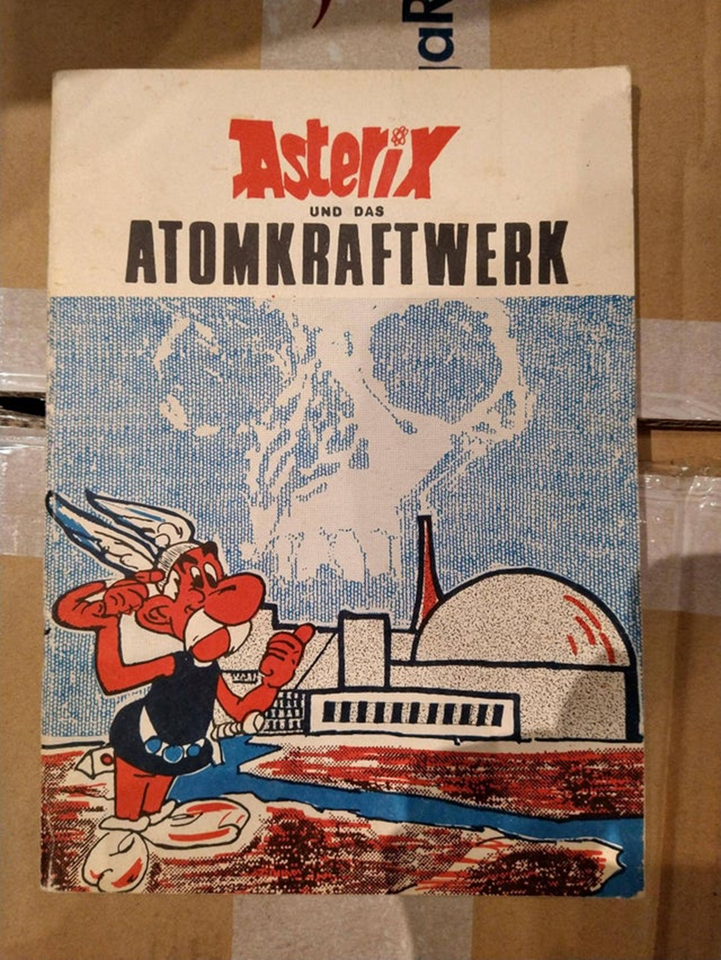 Asterix
UND DAS
ATOMKRAFTWERK